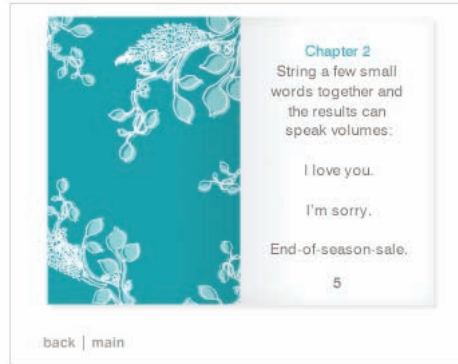 Chapter 2
String a few small
words together and
the results can
speak volumes:
I love you.
I'm sorry.
End-of-season-sale.
5
back | main